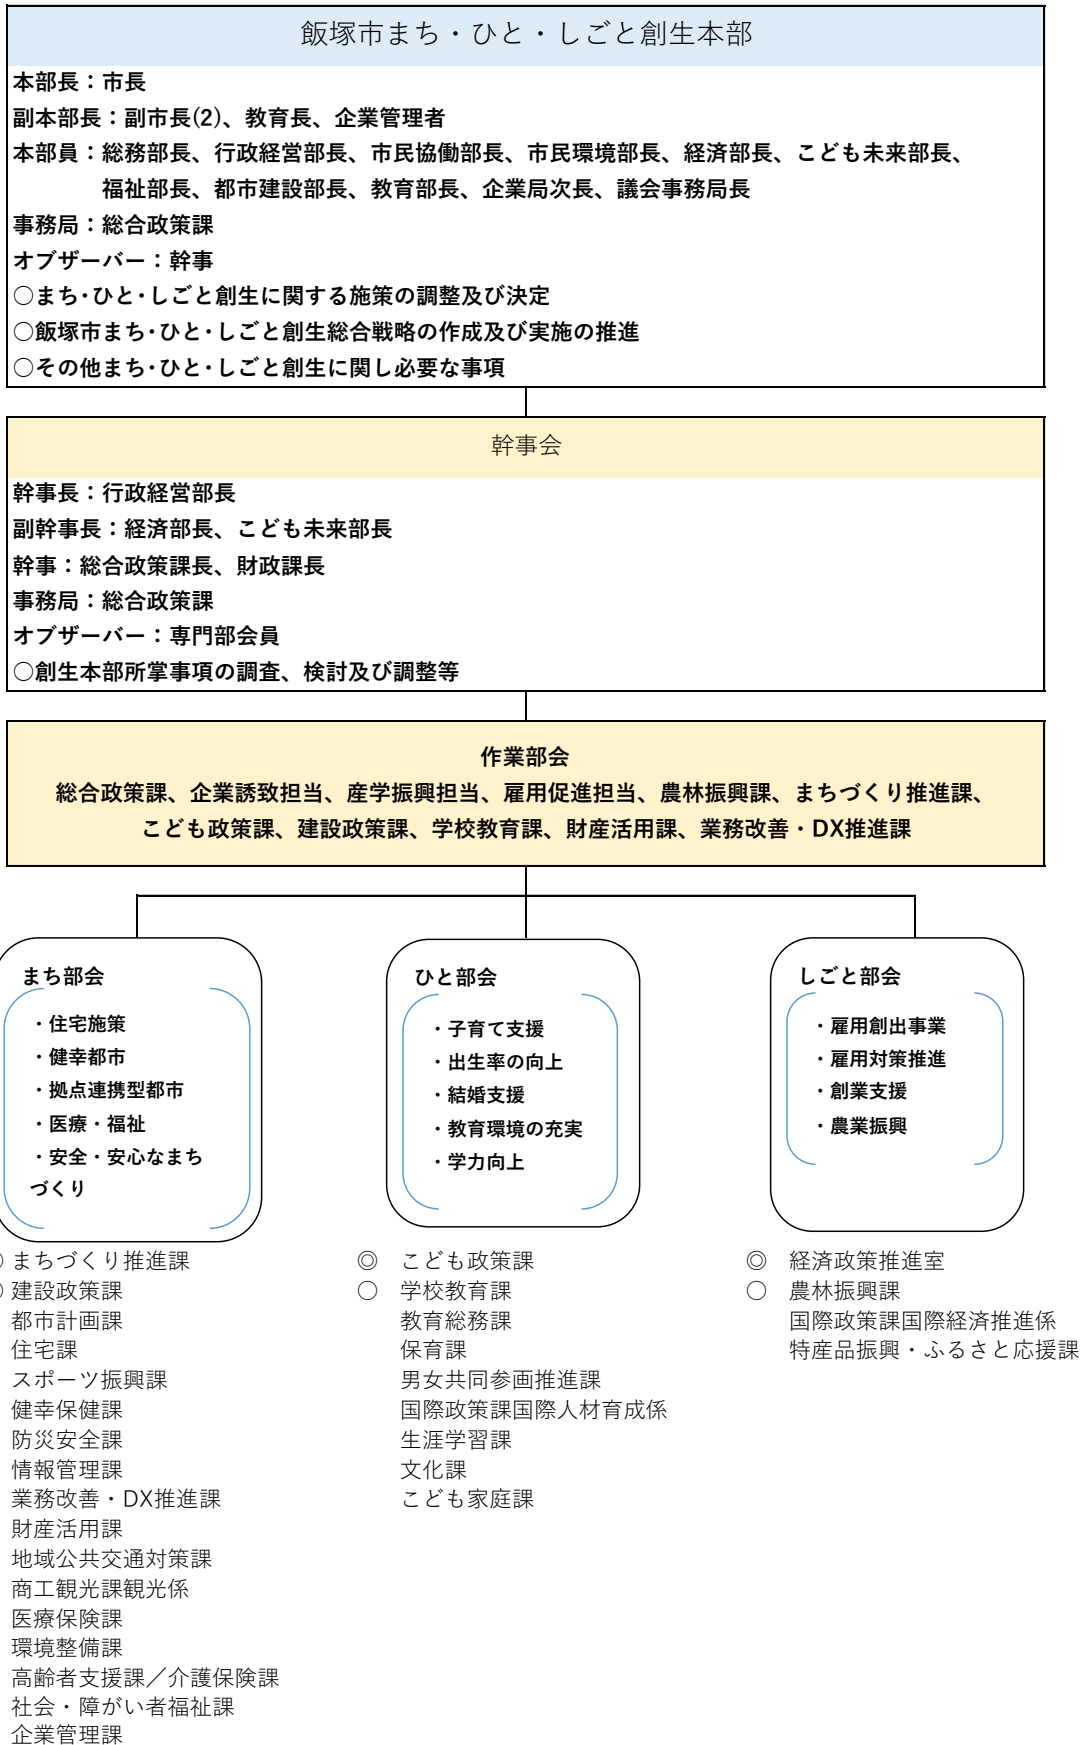 飯塚市まち・ひと・しごと創生本部
本部長：市長
副本部長：副市長(2)、教育長、企業管理者
本部員：総務部長、行政経営部長、市民協働部長、市民環境部長、経済部長、こども未来部長、
福祉部長、都市建設部長、教育部長、企業局次長、議会事務局長
事務局：総合政策課
オブザーバー：幹事
○まち･ひと･しごと創生に関する施策の調整及び決定
○飯塚市まち･ひと･しごと創生総合戦略の作成及び実施の推進
○その他まち･ひと･しごと創生に関し必要な事項
幹事会
幹事長：行政経営部長
副幹事長：経済部長、こども未来部長
幹事：総合政策課長、財政課長
事務局：総合政策課
オブザーバー：専門部会員
○創生本部所掌事項の調査、検討及び調整等
作業部会
総合政策課、企業誘致担当、産学振興担当、雇用促進担当、農林振興課、まちづくり推進課、
こども政策課、建設政策課、学校教育課、財産活用課、業務改善・DX推進課
まち部会
・住宅施策
・健幸都市
・拠点連携型都市
・医療・福祉
・安全・安心なまち
づくり
◎ まちづくり推進課
○ 建設政策課
都市計画課
住宅課
スポーツ振興課
健幸保健課
防災安全課
情報管理課
業務改善・DX推進課
財産活用課
地域公共交通対策課
商工観光課観光係
医療保険課
環境整備課
高齢者支援課／介護保険課
社会・障がい者福祉課
企業管理課
ひと部会
・子育て支援
・出生率の向上
・結婚支援
・教育環境の充実
・学力向上
◎ こども政策課
○ 学校教育課
教育総務課
保育課
男女共同参画推進課
国際政策課国際人材育成係
生涯学習課
文化課
こども家庭課
しごと部会
・雇用創出事業
・雇用対策推進
・創業支援
・農業振興
◎ 経済政策推進室
○ 農林振興課
国際政策課国際経済推進係
特産品振興・ふるさと応援課